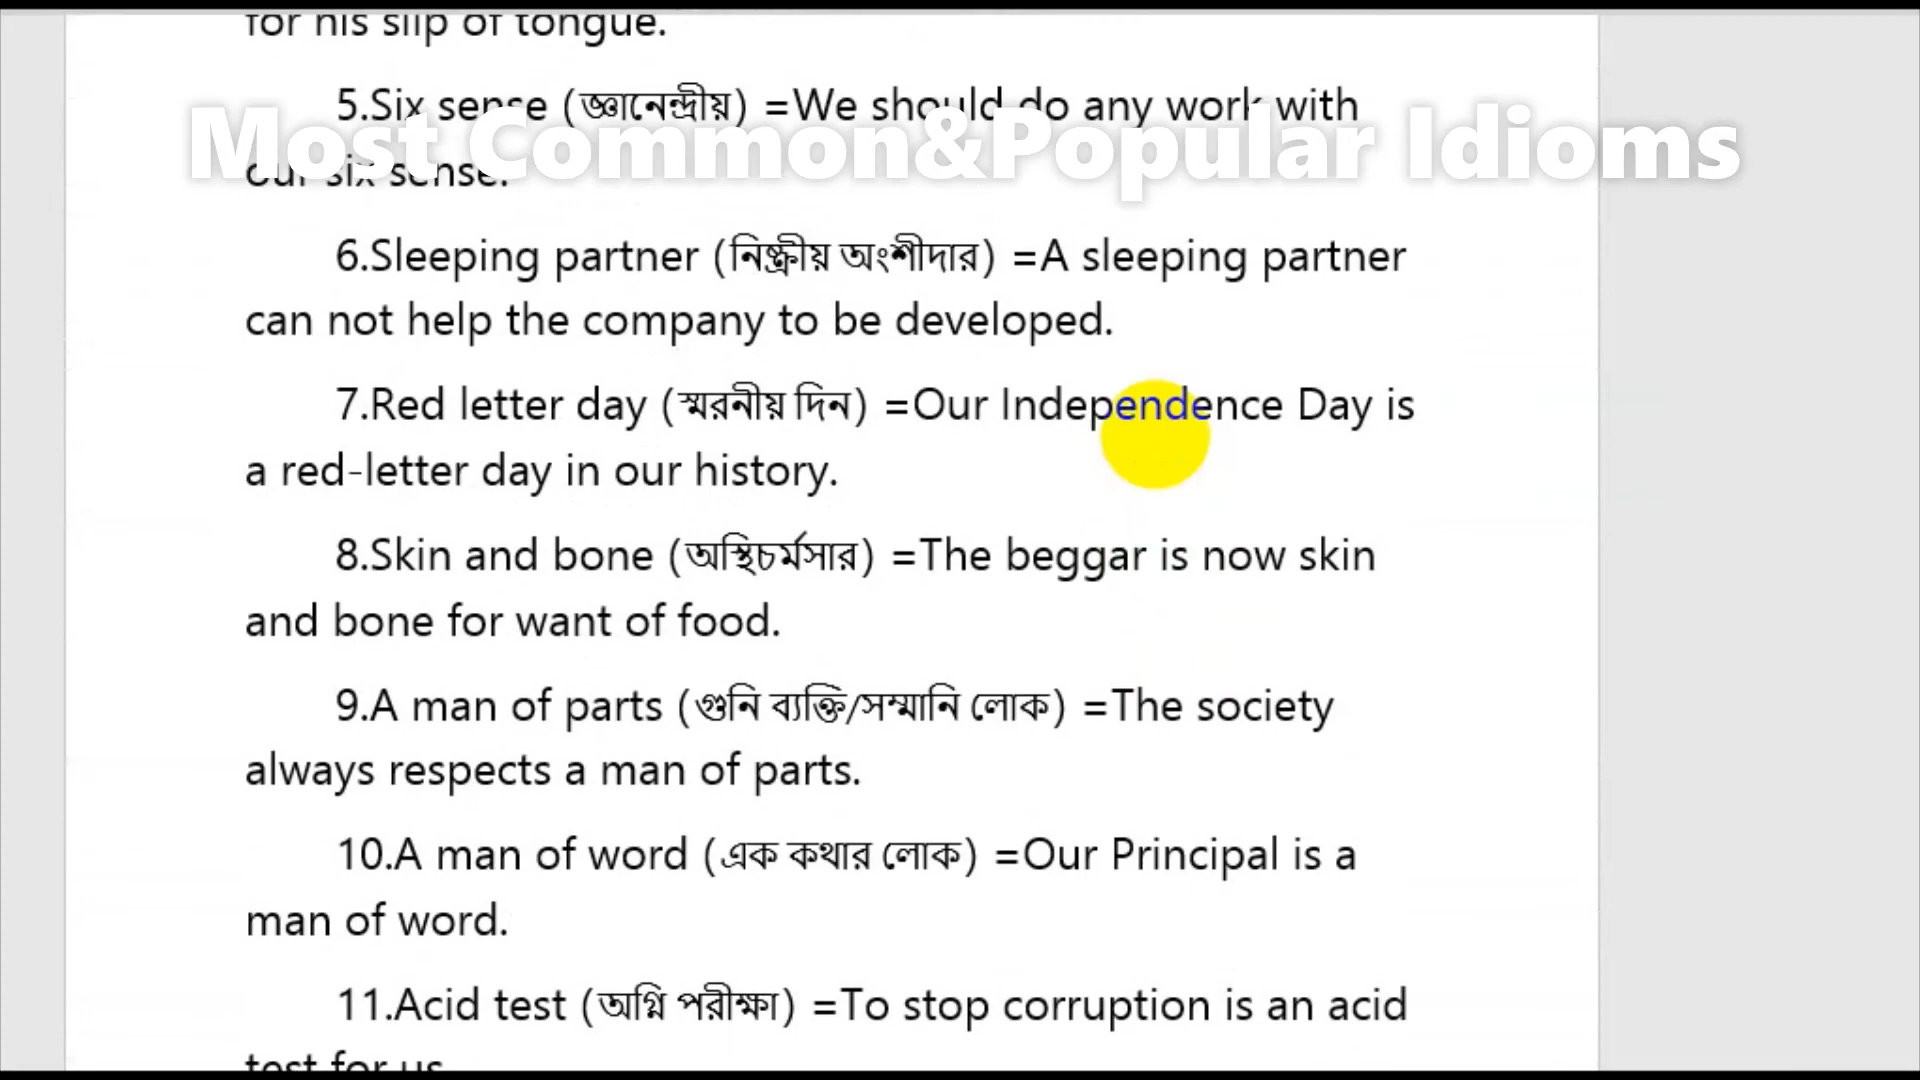 for his slip of tongue.
5.Six sense (জ্ঞানেন্দ্রীয়) =We should do any work with
Most Common&Popular Idioms
our six sense.
6.Sleeping partner (নিষ্ক্রীয় অংশীদার) =A sleeping partner
can not help the company to be developed.
7.Red letter day (স্মরনীয় দিন) =Our Independence Day is
a red-letter day in our history.
8.Skin and bone (অস্থিচর্মসার) =The beggar is now skin
and bone for want of food.
9.A man of parts (গুনি ব্যক্তি/সম্মানি লোক) =The society
always respects a man of parts.
10.A man of word (এক কথার লোক) =Our Principal is a
man of word.
11.Acid test (অগ্নি পরীক্ষা) =To stop corruption is an acid
test for us